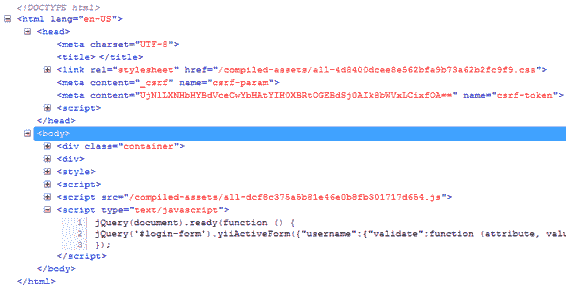 <!DOCTYPE html>
<html lang="en-US">
<head>
<meta charset="UTF-8">
<title></title>
<link rel="stylesheet" href="/compiled-assets/all-4d8400dcee8e562bfa9b73a62b2fc9f9.css">
<meta content="_csrf" name="csrf-param">
<meta name="csrf-token">
<script>
</head>
<body>
<div class="container">
<div>
<style>
<script>
<script src="/compiled-assets/all-dcf8c375a5b81e46e0b8fb301717d654.js">
<script type="text/javascript">
1 jQuery(document).ready(function () {
2 jQuery('#login-form').yiiActiveForm({"username":{"validate":function (attribute, valu
3 });
</script>
</body>
</html>